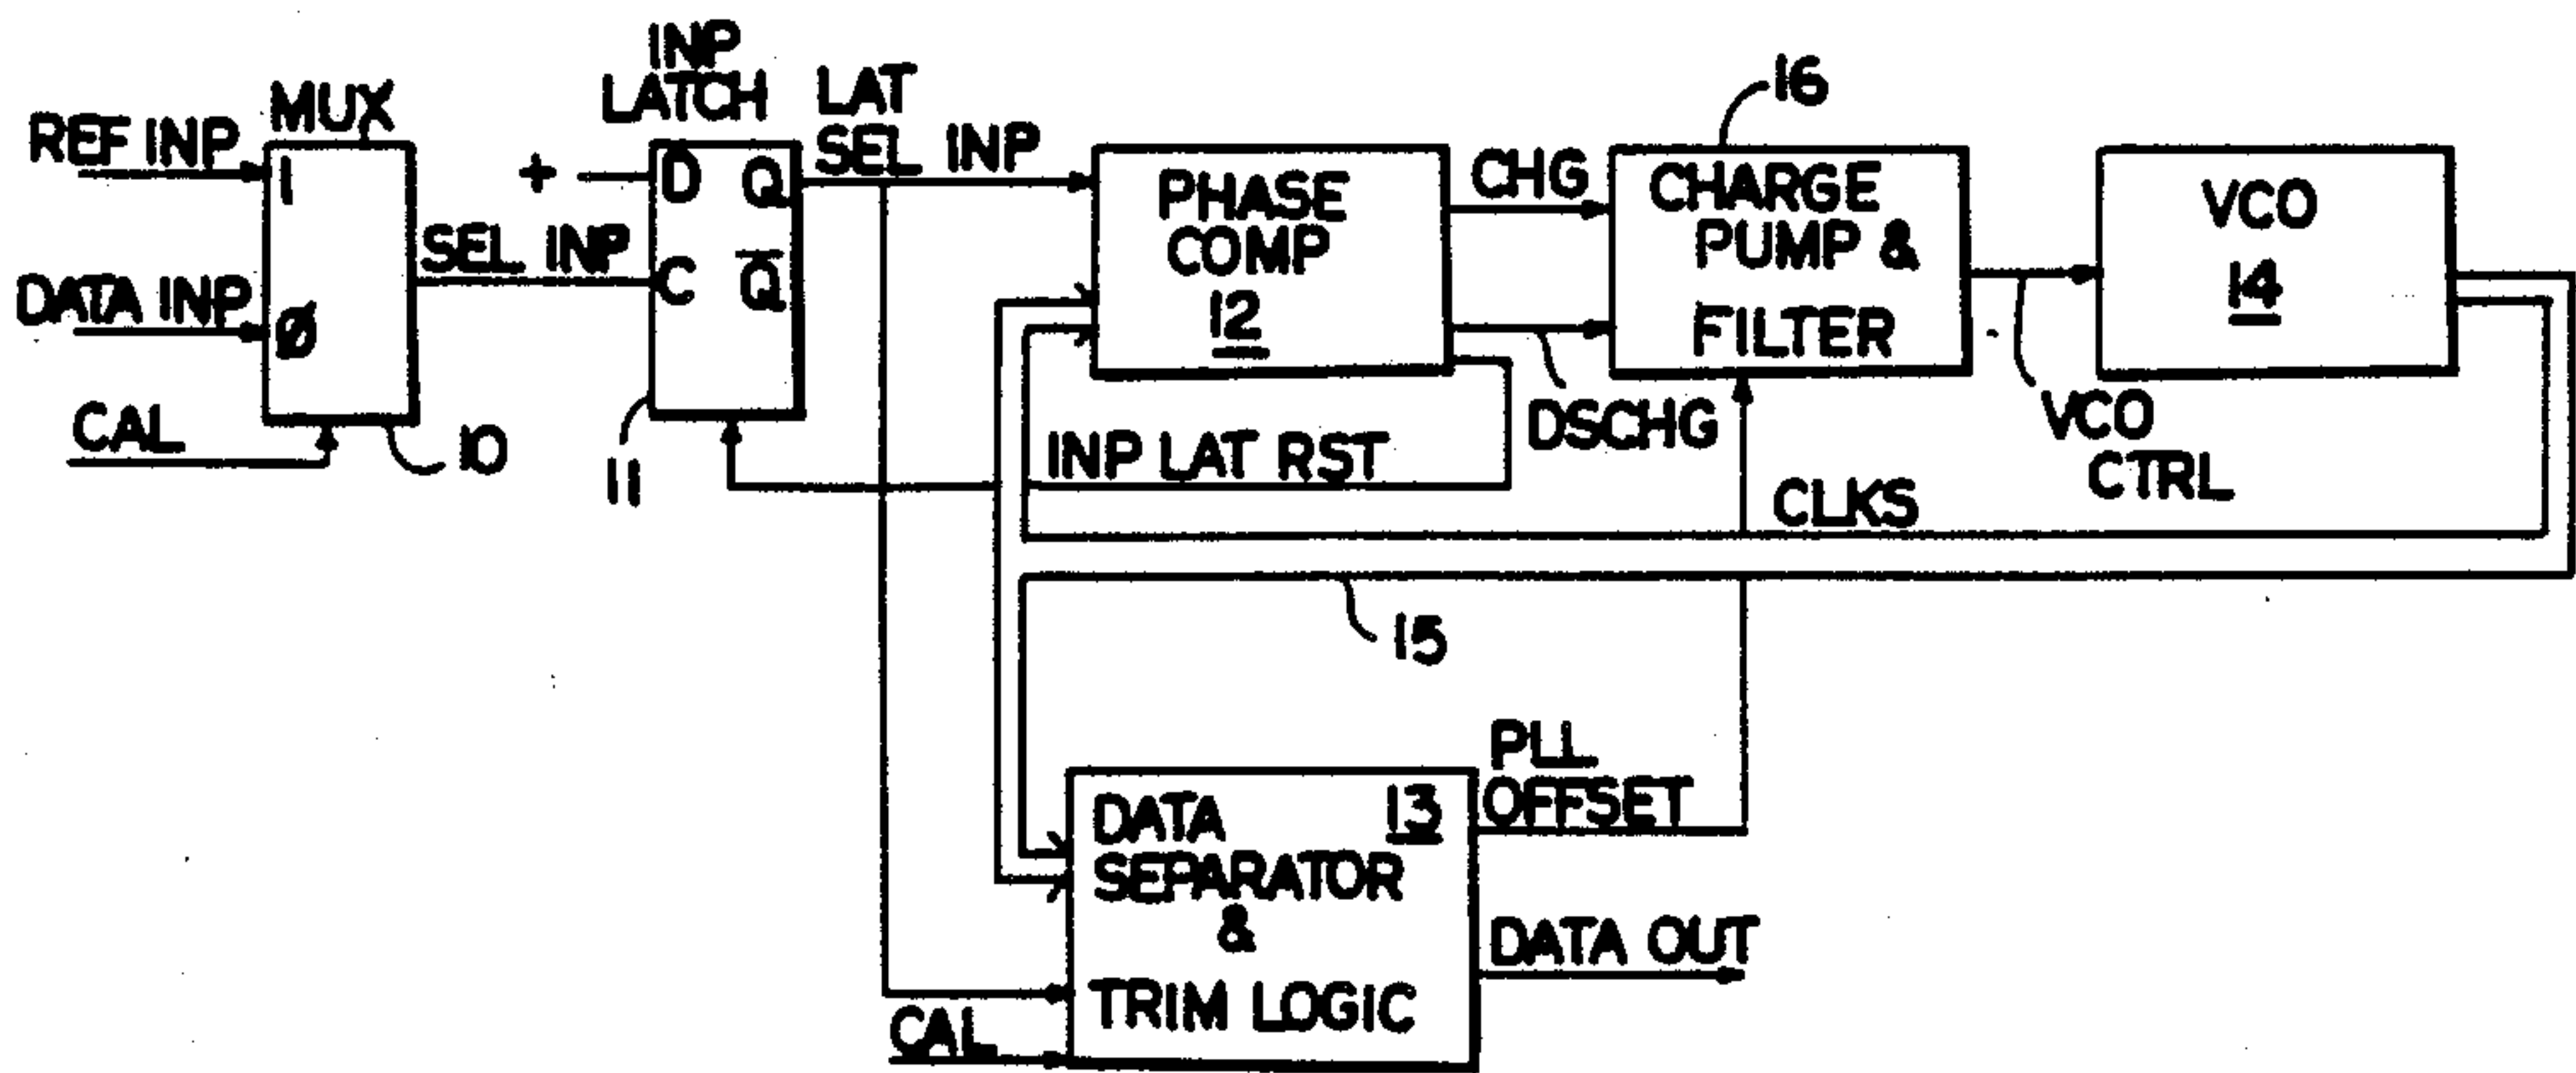 REF INP
MUX
1
DATA INP
Ø
CAL
10
SEL INP
INP
LATCH
+
D Q
C Q̅
11
LAT
SEL INP
PHASE
COMP
12
CHG
DSCHG
INP LAT RST
16
CHARGE
PUMP &
FILTER
VCO
14
VCO
CTRL
CLKS
15
PLL
OFFSET
DATA
SEPARATOR
&
TRIM LOGIC
13
DATA OUT
CAL